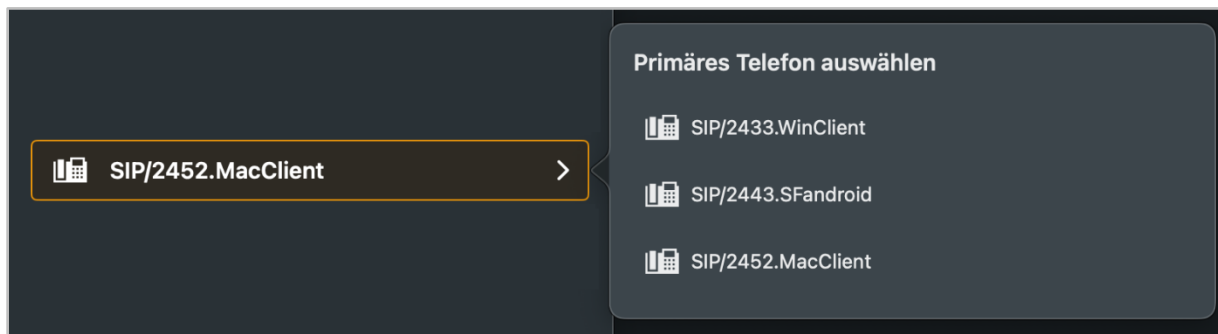 SIP/2452.MacClient
Primäres Telefon auswählen
SIP/2433.WinClient
SIP/2443.SFandroid
SIP/2452.MacClient